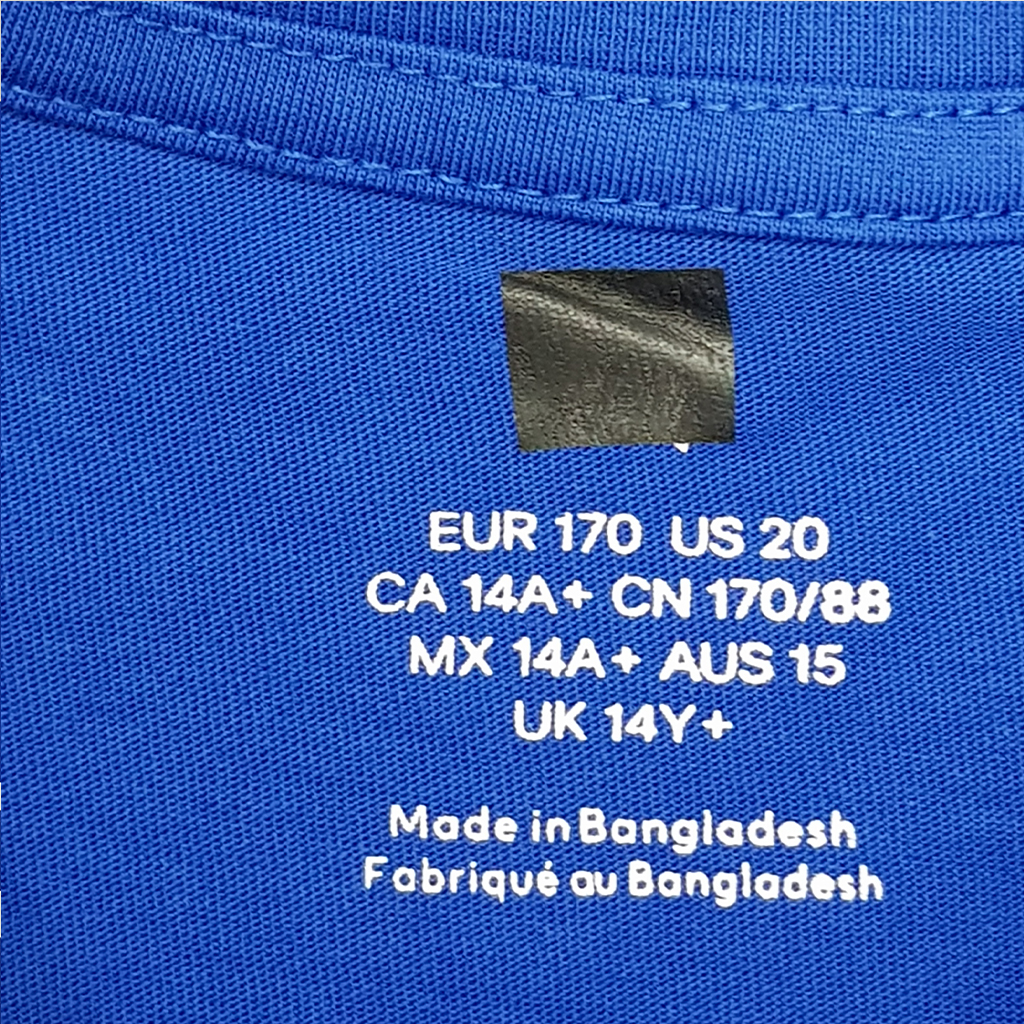 EUR 170 US 20
CA 14A+ CN 170/88
MX 14A+ AUS 15
UK 14Y+
Made in Bangladesh
Fabriqué au Bangladesh